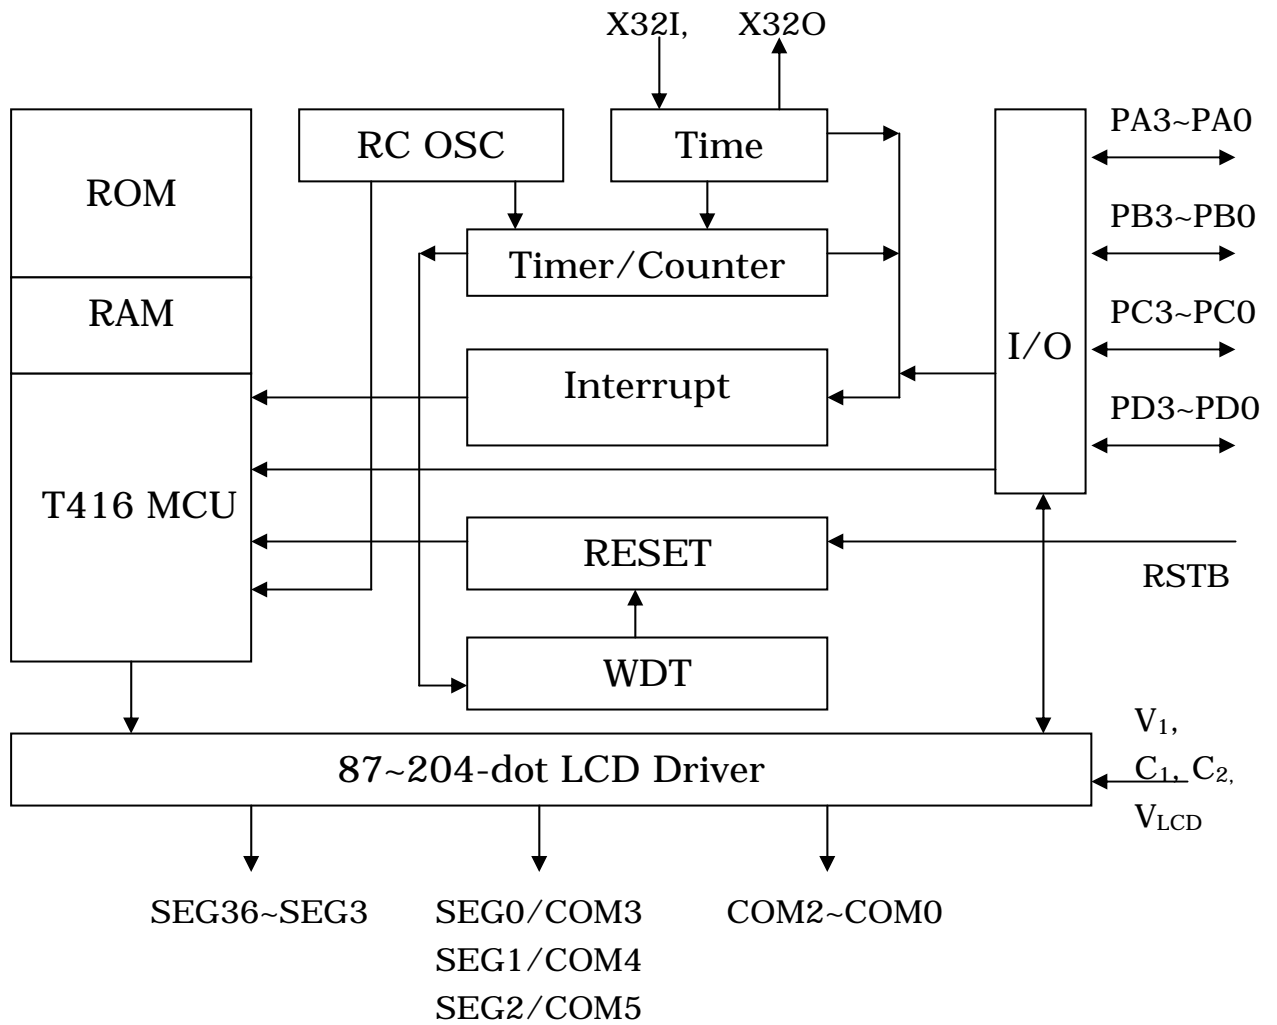 X32I, X32O
RC OSC
Time
PA3~PA0
ROM
PB3~PB0
Timer/Counter
RAM
PC3~PC0
I/O
Interrupt
PD3~PD0
T416 MCU
RESET
RSTB
WDT
V1,
87~204-dot LCD Driver
C1, C2,
VLCD
SEG36~SEG3
SEG0/COM3
COM2~COM0
SEG1/COM4
SEG2/COM5